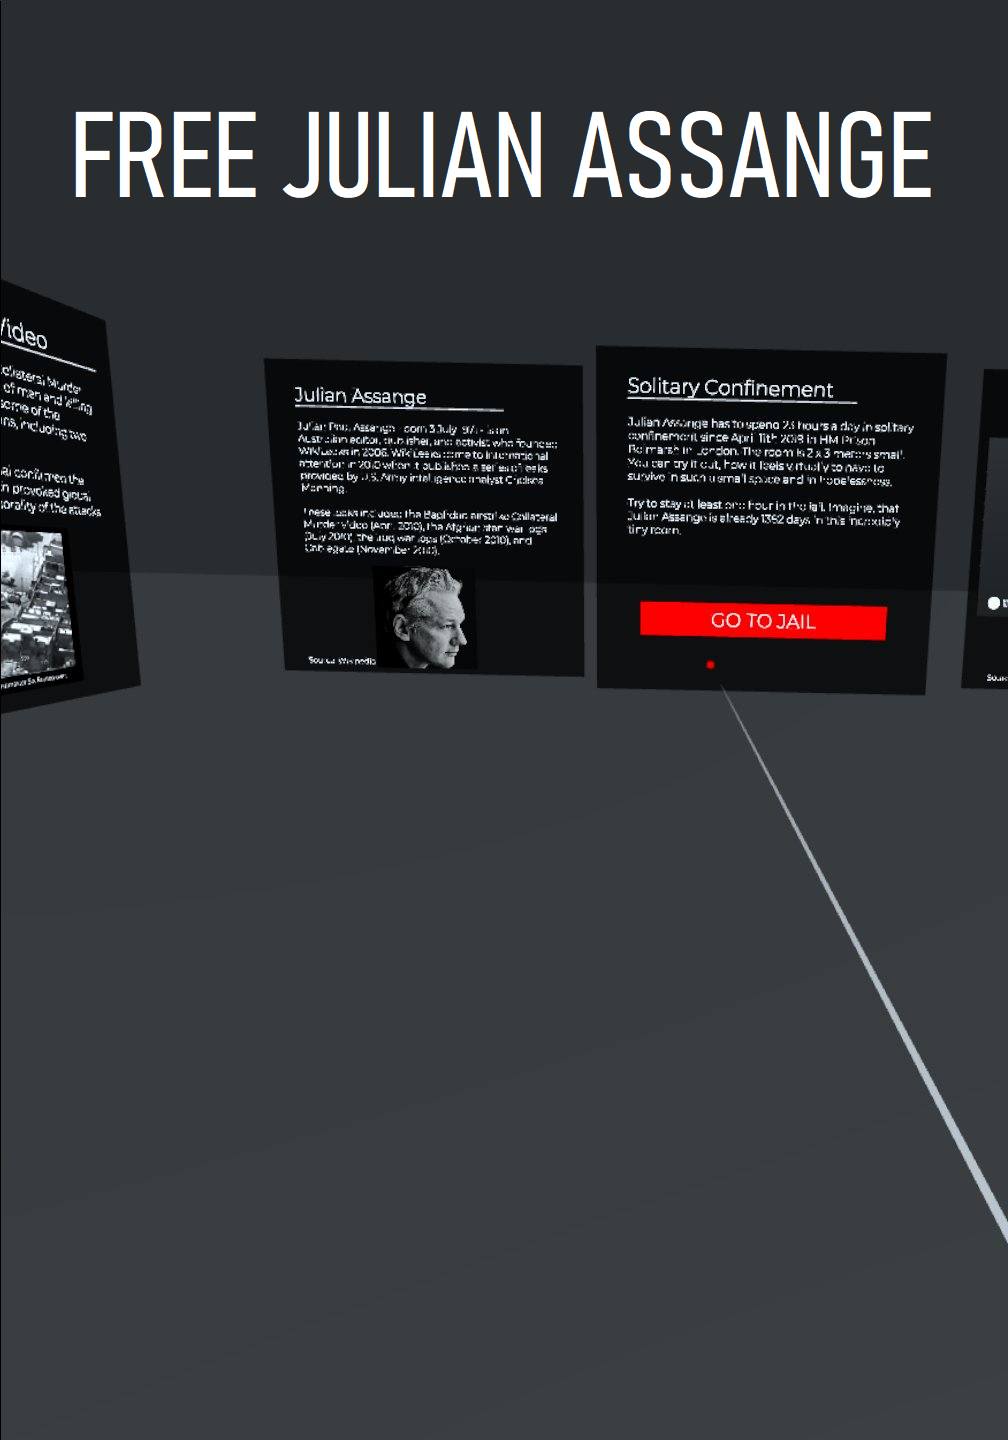 FREE JULIAN ASSANGE
Video
Collateral Murder
of men and killing
some of the
including two
confirmed the
provoked global
morality of the attacks
Julian Assange
Julian Paul Assange born 3 July 1971 is an
Australian editor, publisher, and activist who founded
WikiLeaks in 2006. WikiLeaks came to international
attention in 2010 when it published a series of leaks
provided by U.S. Army intelligence analyst Chelsea
Manning.
These leaks included the Baghdad airstrike Collateral
Murder video (April 2010), the Afghanistan war logs
(July 2010), the Iraq war logs (October 2010), and
Cablegate (November 2010).
Source: Wikipedia
Solitary Confinement
Julian Assange has to spend 23 hours a day in solitary
confinement since April 11th 2019 in HM Prison
Belmarsh in London. The room is 2 x 3 meters small.
You can try it out, how it feels virtually to have to
survive in such a small space and in hopelessness.
Try to stay at least one hour in the jail. Imagine, that
Julian Assange is already 1392 days in this incredibly
tiny room.
GO TO JAIL